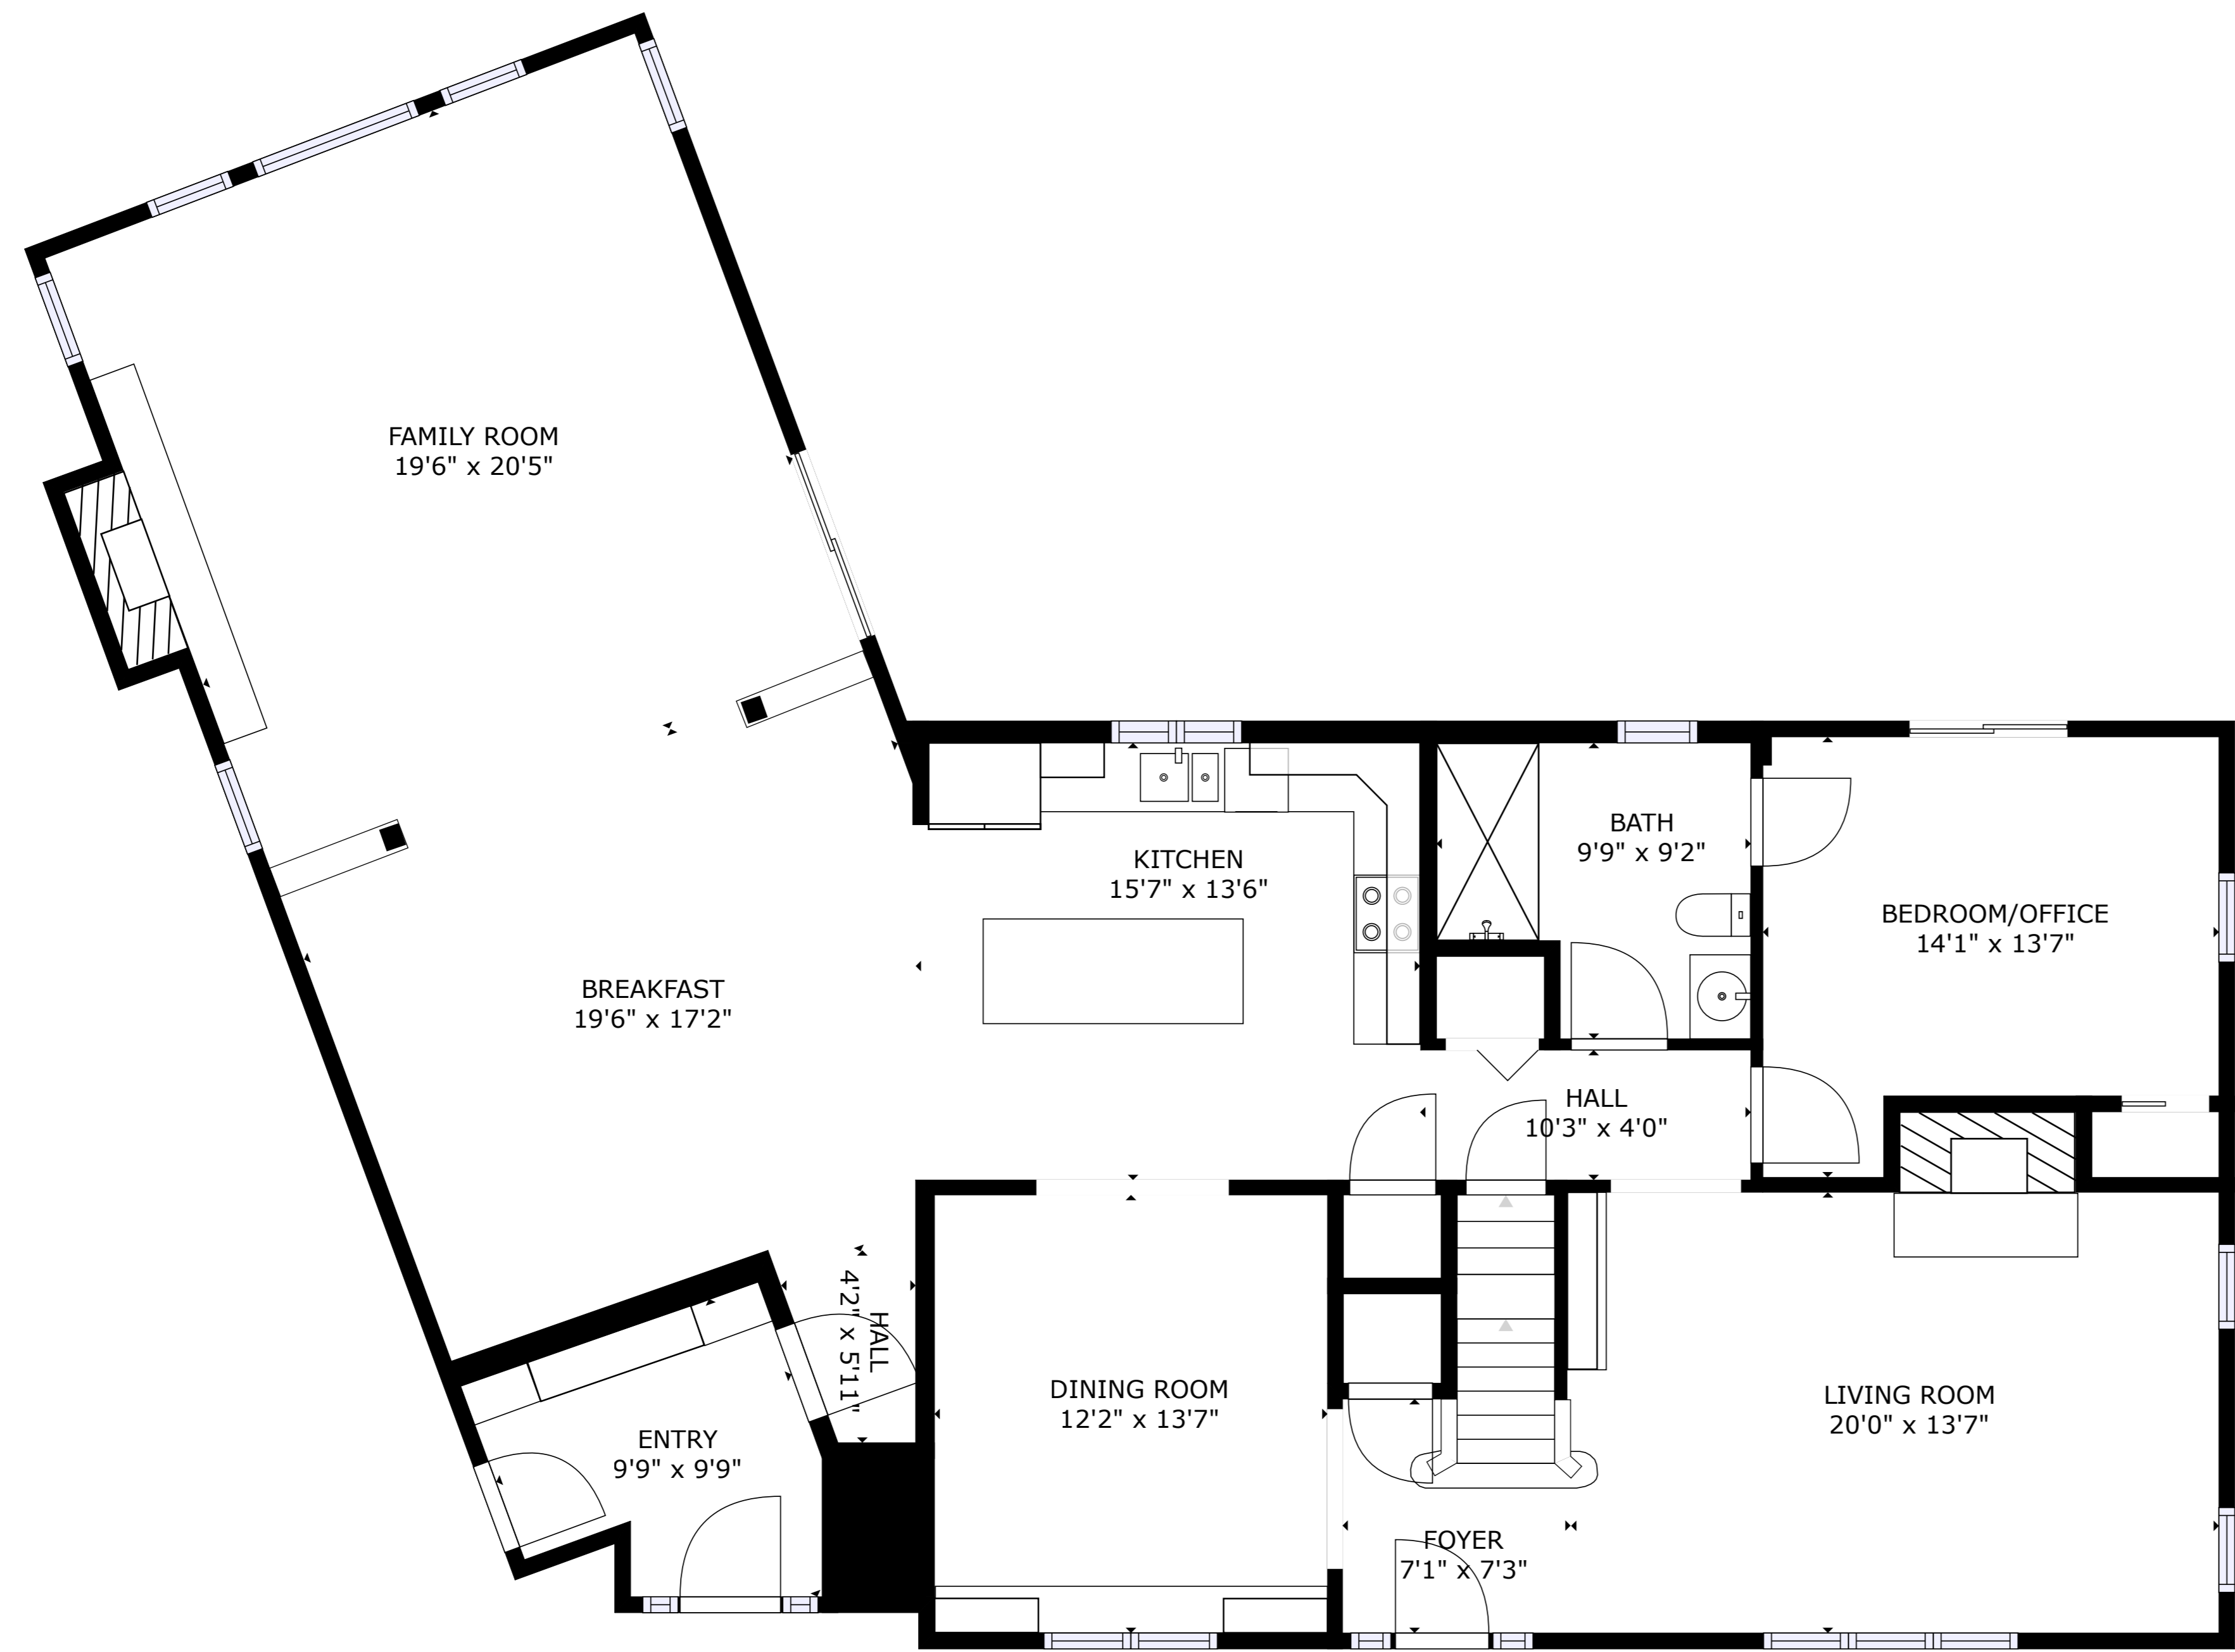 FAMILY ROOM
19'6" x 20'5"
BATH
9'9" x 9'2"
KITCHEN
15'7" x 13'6"
BEDROOM/OFFICE
14'1" x 13'7"
BREAKFAST
19'6" x 17'2"
HALL
10'3" x 4'0"
HALL
4'2" x 5'11"
DINING ROOM
12'2" x 13'7"
LIVING ROOM
20'0" x 13'7"
ENTRY
9'9" x 9'9"
FOYER
7'1" x 7'3"